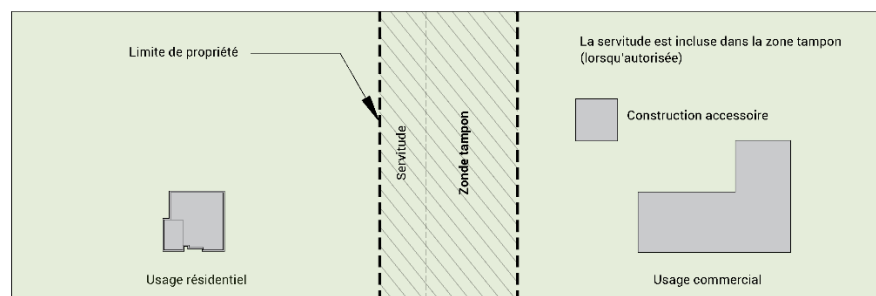 Limite de propriété
La servitude est incluse dans la zone tampon
(lorsqu'autorisée)
Construction accessoire
Servitude
Zonde tampon
Usage résidentiel
Usage commercial